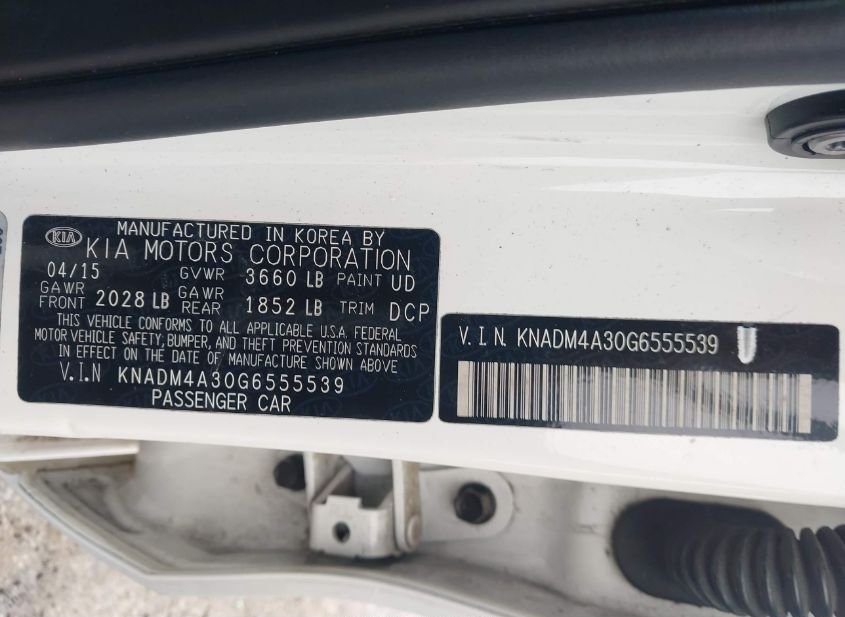 KIA
MANUFACTURED IN KOREA BY
KIA MOTORS CORPORATION
04/15 GVWR 3660 LB PAINT UD
GAWR FRONT 2028 LB GAWR REAR 1852 LB TRIM DCP
THIS VEHICLE CONFORMS TO ALL APPLICABLE U.S.A. FEDERAL
MOTOR VEHICLE SAFETY, BUMPER, AND THEFT PREVENTION STANDARDS
IN EFFECT ON THE DATE OF MANUFACTURE SHOWN ABOVE
V.I.N KNADM4A30G6555539
PASSENGER CAR
V.I.N. KNADM4A30G6555539